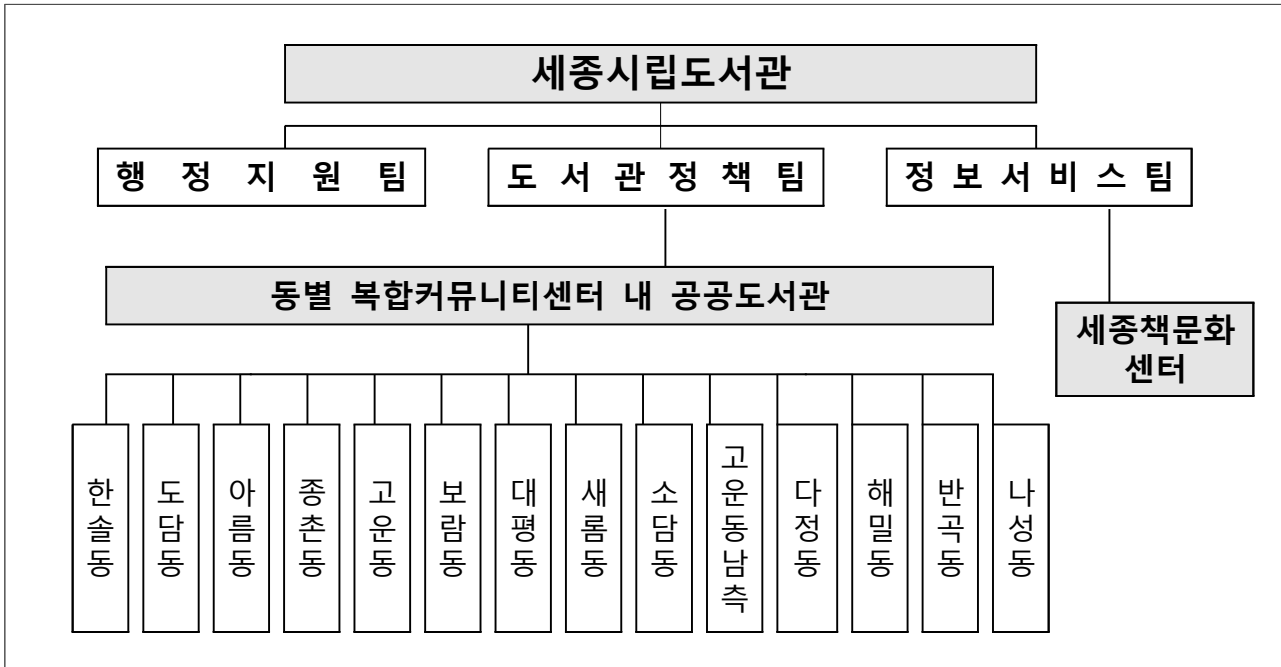 세종시립도서관
행정지원팀
도서관정책팀
정보서비스팀
동별 복합커뮤니티센터 내 공공도서관
세종책문화
센터
한솔동
도담동
아름동
종촌동
고운동
보람동
대평동
새롬동
소담동
고운동남측
다정동
해밀동
반곡동
나성동